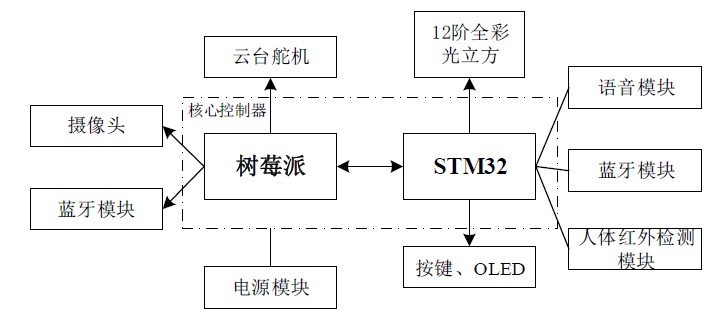 12阶全彩
光立方
云台舵机
语音模块
核心控制器
摄像头
树莓派
STM32
蓝牙模块
蓝牙模块
人体红外检测
模块
按键、OLED
电源模块